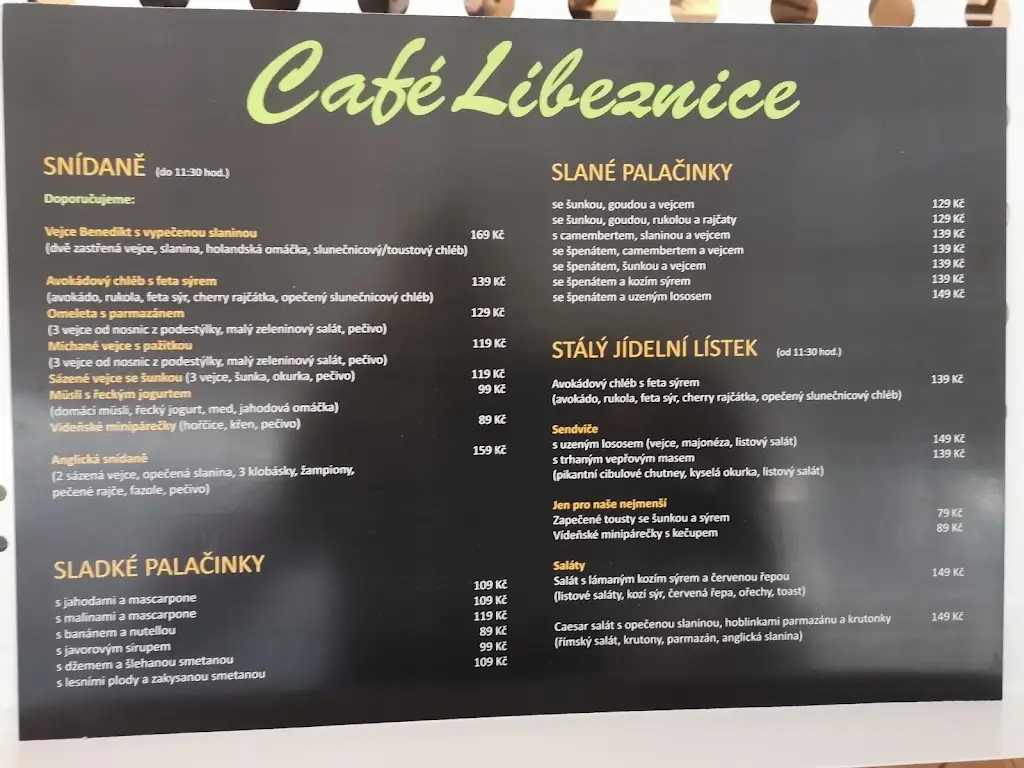 Café Líbeznice
SNÍDANĚ (do 11:30 hod.)
Doporučujeme:
Vejce Benedikt s vypečenou slaninou 169 Kč
(dvě zastřená vejce, slanina, holandská omáčka, slunečnicový/toustový chléb)
Avokádový chléb s feta sýrem 139 Kč
(avokádo, rukola, feta sýr, cherry rajčátka, opečený slunečnicový chléb)
Omeleta s parmazánem 129 Kč
(3 vejce od nosnic z podestýlky, malý zeleninový salát, pečivo)
Míchané vejce s pažitkou 119 Kč
(3 vejce od nosnic z podestýlky, malý zeleninový salát, pečivo)
Sázené vejce se šunkou (3 vejce, šunka, okurka, pečivo) 119 Kč
Müsli s řeckým jogurtem 99 Kč
(domácí müsli, řecký jogurt, med, jahodová omáčka)
Vídeňské minipárečky (hořčice, křen, pečivo) 89 Kč
Anglická snídaně 159 Kč
(2 sázená vejce, opečená slanina, 3 klobásky, žampiony,
pečené rajče, fazole, pečivo)
SLADKÉ PALAČINKY
s jahodami a mascarpone 109 Kč
s malinami a mascarpone 109 Kč
s banánem a nutellou 119 Kč
s javorovým sirupem 89 Kč
s džemem a šlehanou smetanou 99 Kč
s lesními plody a zakysanou smetanou 109 Kč
SLANÉ PALAČINKY
se šunkou, goudou a vejcem 129 Kč
se šunkou, goudou, rukolou a rajčaty 129 Kč
s camembertem, slaninou a vejcem 139 Kč
se špenátem, camembertem a vejcem 139 Kč
se špenátem, šunkou a vejcem 139 Kč
se špenátem a kozím sýrem 139 Kč
se špenátem a uzeným lososem 149 Kč
STÁLÝ JÍDELNÍ LÍSTEK (od 11:30 hod.)
Avokádový chléb s feta sýrem 139 Kč
(avokádo, rukola, feta sýr, cherry rajčátka, opečený slunečnicový chléb)
Sendviče
s uzeným lososem (vejce, majonéza, listový salát) 149 Kč
s trhaným vepřovým masem 139 Kč
(pikantní cibulové chutney, kyselá okurka, listový salát)
Jen pro naše nejmenší
Zapečené tousty se šunkou a sýrem 79 Kč
Vídeňské minipárečky s kečupem 89 Kč
Saláty
Salát s lámaným kozím sýrem a červenou řepou 149 Kč
(listové saláty, kozí sýr, červená řepa, ořechy, toast)
Caesar salát s opečenou slaninou, hoblinkami parmazánu a krutonky 149 Kč
(římský salát, krutony, parmazán, anglická slanina)